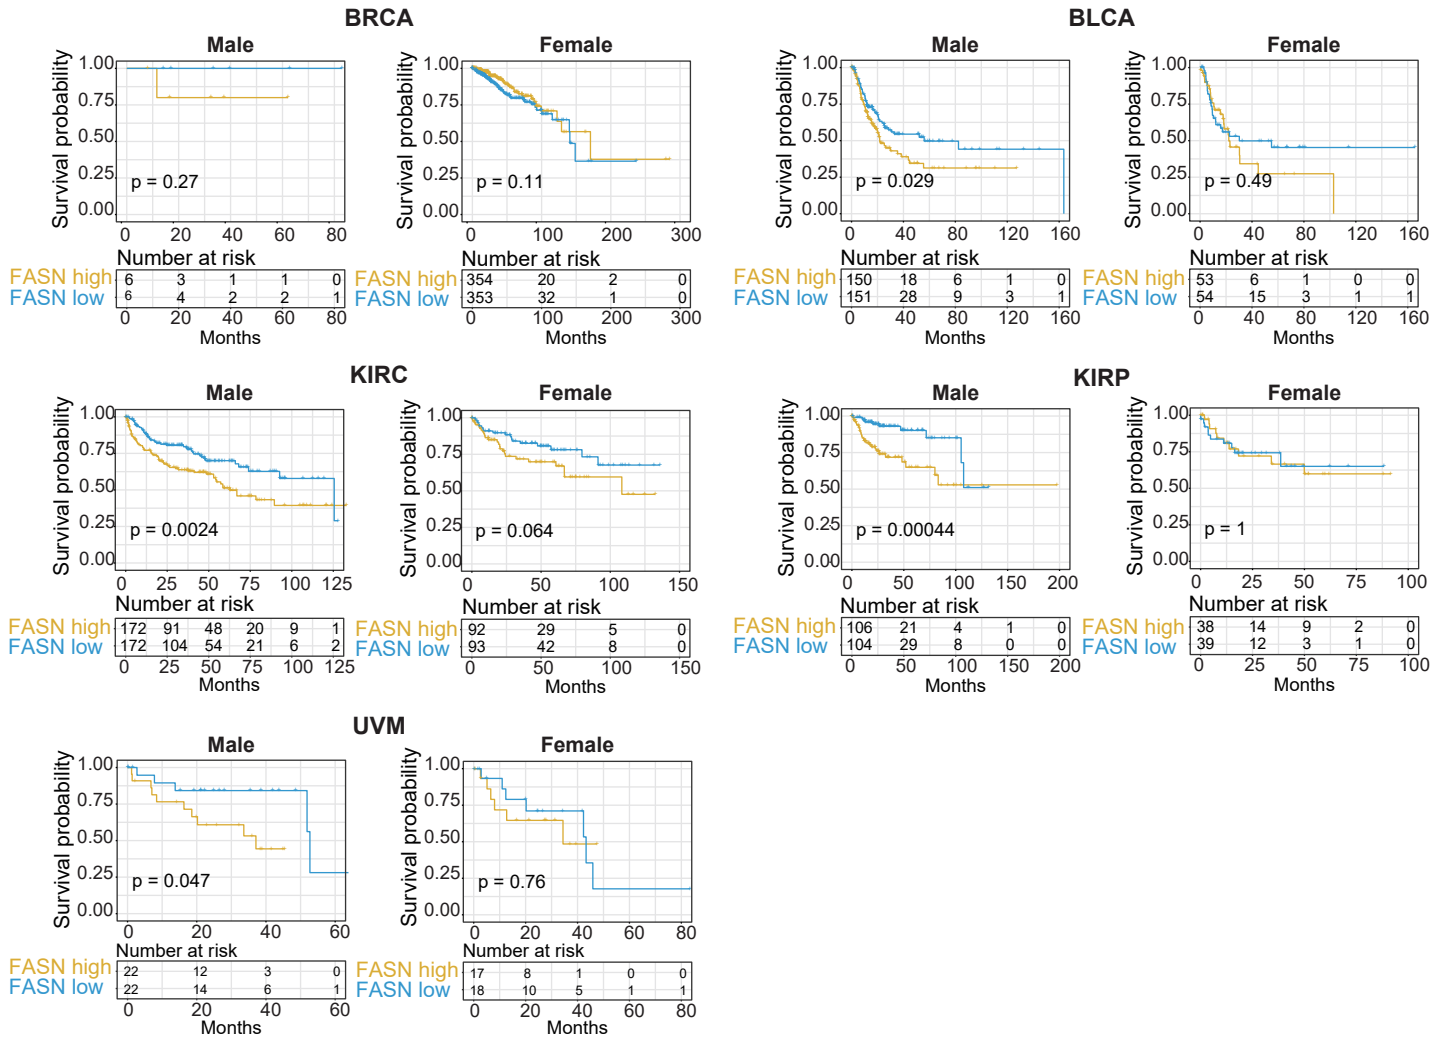 BRCA
Male
Female
Survival probability
1.00
0.75
0.50
0.25
0.00
p = 0.27
0 20 40 60 80
Survival probability
1.00
0.75
0.50
0.25
0.00
p = 0.11
0 100 200 300
Number at risk
FASN high 6 3 1 1 0
FASN low 6 4 2 2 1
0 20 40 60 80
Months
Number at risk
FASN high 354 20 2 0
FASN low 353 32 1 0
0 100 200 300
Months
BLCA
Male
Female
Survival probability
1.00
0.75
0.50
0.25
0.00
p = 0.029
0 40 80 120 160
Survival probability
1.00
0.75
0.50
0.25
0.00
p = 0.49
0 40 80 120 160
Number at risk
FASN high 150 18 6 1 0
FASN low 151 28 9 3 1
0 40 80 120 160
Months
Number at risk
FASN high 53 6 1 0 0
FASN low 54 15 3 1 1
0 40 80 120 160
Months
KIRC
Male
Female
Survival probability
1.00
0.75
0.50
0.25
0.00
p = 0.0024
0 25 50 75 100 125
Survival probability
1.00
0.75
0.50
0.25
0.00
p = 0.064
0 50 100 150
Number at risk
FASN high 172 91 48 20 9 1
FASN low 172 104 54 21 6 2
0 25 50 75 100 125
Months
Number at risk
FASN high 92 29 5 0
FASN low 93 42 8 0
0 50 100 150
Months
KIRP
Male
Female
Survival probability
1.00
0.75
0.50
0.25
0.00
p = 0.00044
0 50 100 150 200
Survival probability
1.00
0.75
0.50
0.25
0.00
p = 1
0 25 50 75 100
Number at risk
FASN high 106 21 4 1 0
FASN low 104 29 8 0 0
0 50 100 150 200
Months
Number at risk
FASN high 38 14 9 2 0
FASN low 39 12 3 1 0
0 25 50 75 100
Months
UVM
Male
Female
Survival probability
1.00
0.75
0.50
0.25
0.00
p = 0.047
0 20 40 60
Survival probability
1.00
0.75
0.50
0.25
0.00
p = 0.76
0 20 40 60 80
Number at risk
FASN high 22 12 3 0
FASN low 22 14 6 1
0 20 40 60
Months
Number at risk
FASN high 17 8 1 0 0
FASN low 18 10 5 1 1
0 20 40 60 80
Months